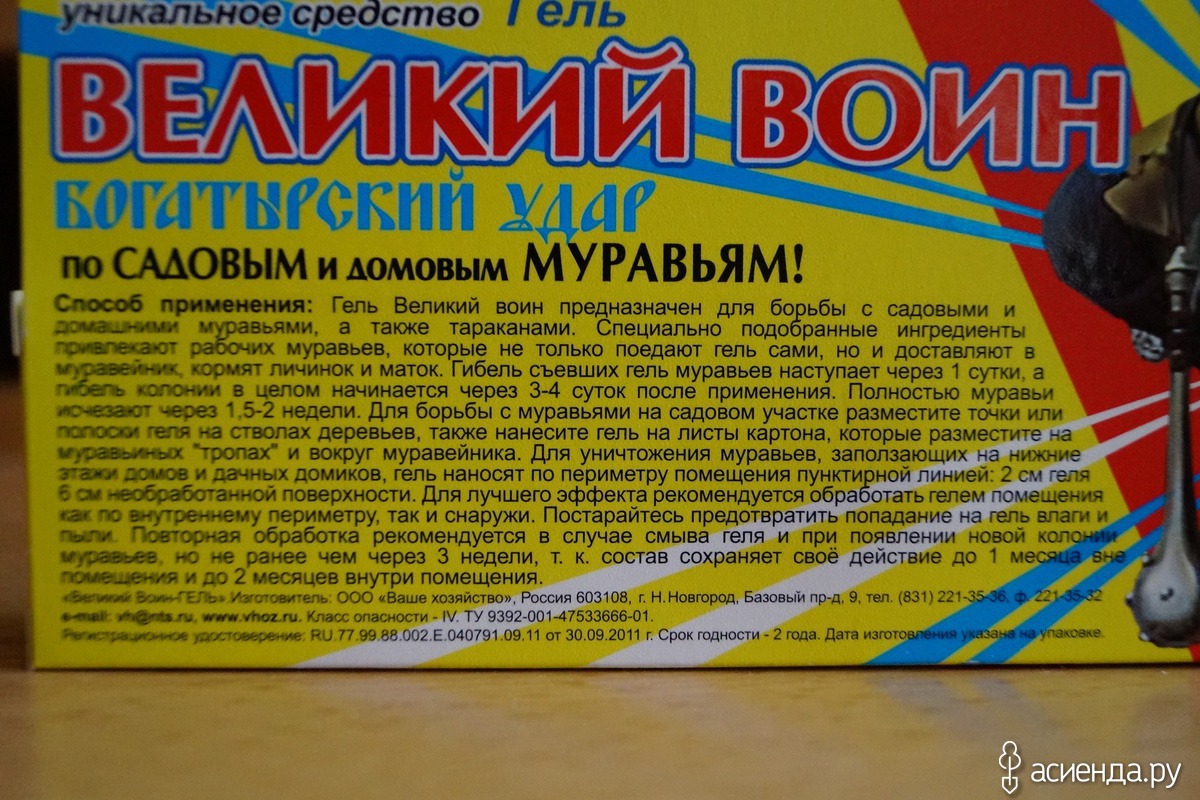 уникальное средство Гель
ВЕЛИКИЙ ВОИН
БОГАТЫРСКИЙ УДАР
по САДОВЫМ и домовым МУРАВЬЯМ!
Способ применения: Гель Великий воин предназначен для борьбы с садовыми и
домашними муравьями, а также тараканами. Специально подобранные ингредиенты
привлекают рабочих муравьев, которые не только поедают гель сами, но и доставляют в
муравейник, кормят личинок и маток. Гибель съевших гель муравьев наступает через 1 сутки, а
гибель колонии в целом начинается через 3-4 суток после применения. Полностью муравьи
исчезают через 1,5-2 недели. Для борьбы с муравьями на садовом участке разместите точки или
полоски геля на стволах деревьев, также нанесите гель на листы картона, которые разместите на
муравьиных "тропах" и вокруг муравейника. Для уничтожения муравьев, заползающих на нижние
этажи домов и дачных домиков, гель наносят по периметру помещения пунктирной линией: 2 см геля
6 см необработанной поверхности. Для лучшего эффекта рекомендуется обработать гелем помещения
как по внутреннему периметру, так и снаружи. Постарайтесь предотвратить попадание на гель влаги и
пыли. Повторная обработка рекомендуется в случае смыва геля и при появлении новой колонии
муравьев, но не ранее чем через 3 недели, т. к. состав сохраняет своё действие до 1 месяца вне
помещения и до 2 месяцев внутри помещения.
«Великий Воин-ГЕЛЬ» Изготовитель: ООО «Ваше хозяйство», Россия 603108, г. Н.Новгород, Базовый пр-д, 9, тел. (831) 221-35-36, ф. 221-35-32
e-mail: vh@nts.ru, www.vhoz.ru. Класс опасности - IV. ТУ 9392-001-47533666-01.
Регистрационное удостоверение: RU.77.99.88.002.E.040791.09.11 от 30.09.2011 г. Срок годности - 2 года. Дата изготовления указана на упаковке.
асиенда.ру